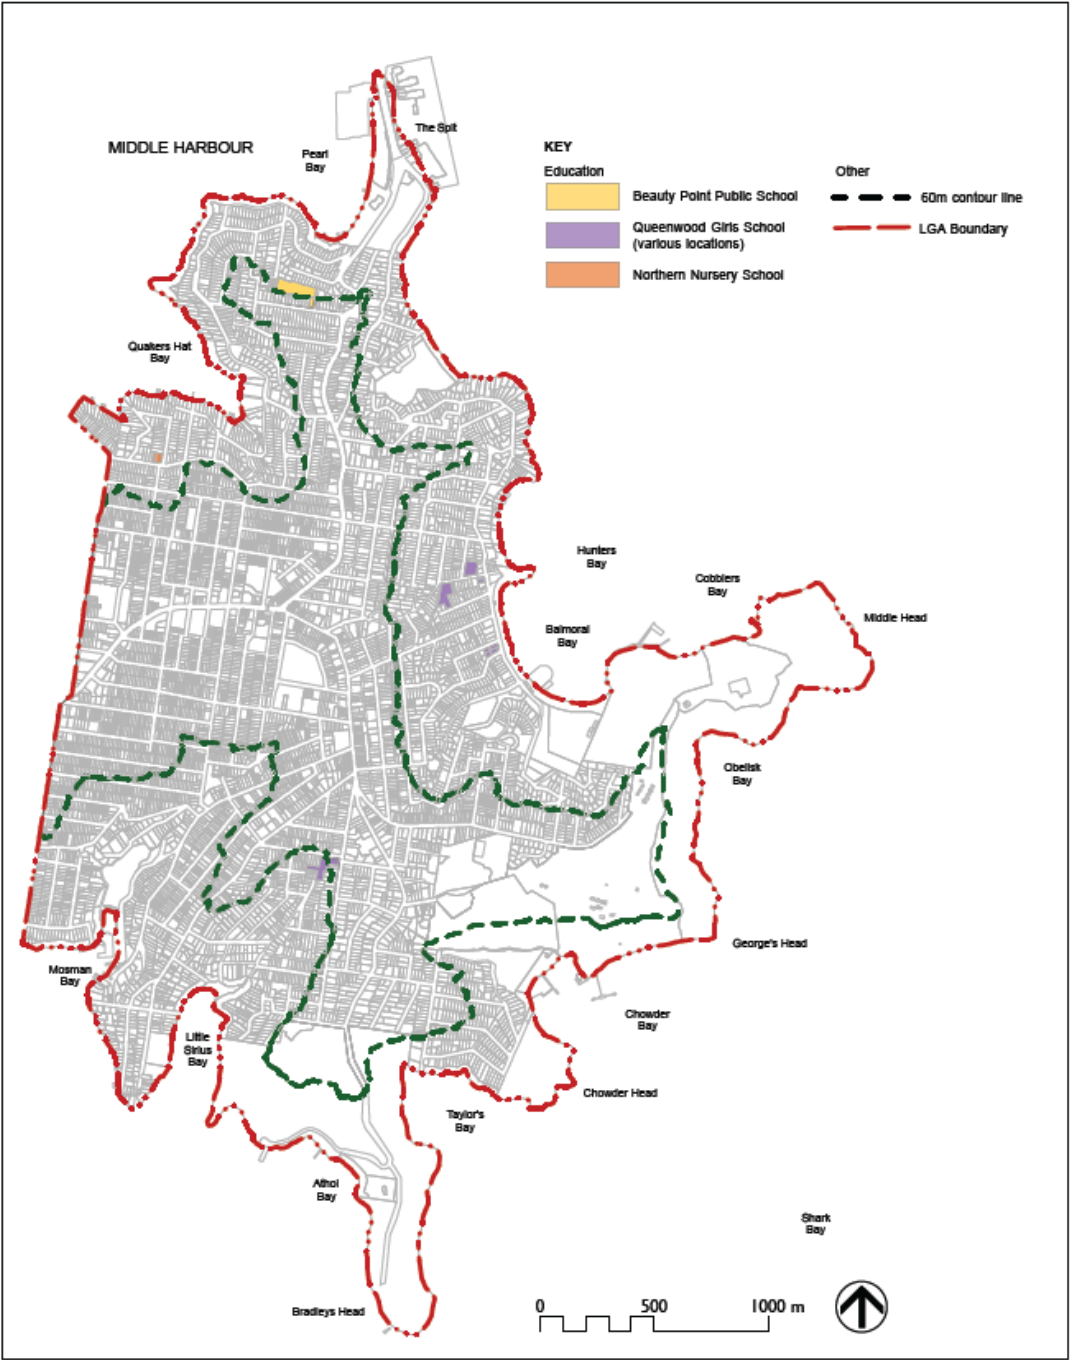 The Spit
MIDDLE HARBOUR
Pearl
Bay
KEY
Education
Other
Beauty Point Public School
60m contour line
Queenwood Girls School
(various locations)
LGA Boundary
Northern Nursery School
Quakers Hat
Bay
Hunters
Bay
Cobblers
Bay
Middle Head
Balmoral
Bay
Obelisk
Bay
George's Head
Mosman
Bay
Chowder
Bay
Little
Sirius
Bay
Chowder Head
Taylor's
Bay
Athol
Bay
Shark
Bay
Bradleys Head
0 500 1000 m